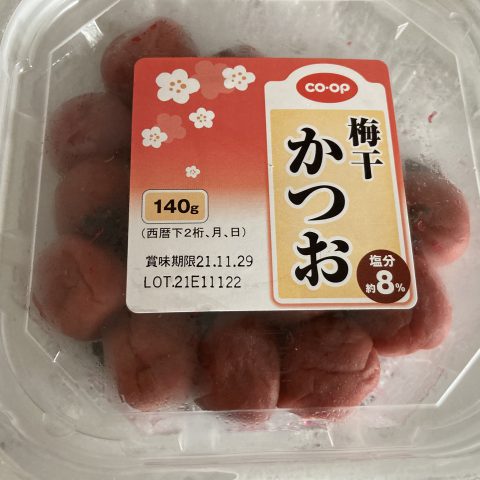 CO・OP
梅干
かつお
塩分
約8%
140g
(西暦下2桁、月、日)
賞味期限21.11.29
LOT.21E11122